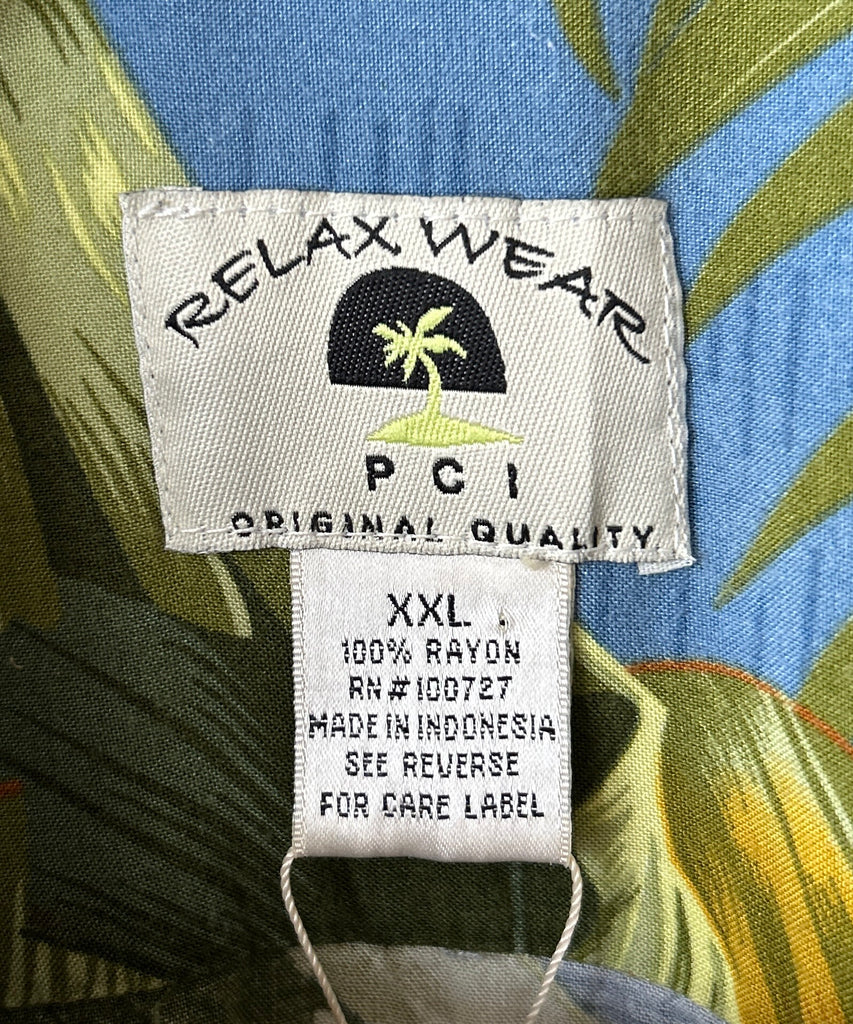 RELAX WEAR
PCI
ORIGINAL QUALITY
XXL
100% RAYON
RN#100727
MADE IN INDONESIA
SEE REVERSE
FOR CARE LABEL